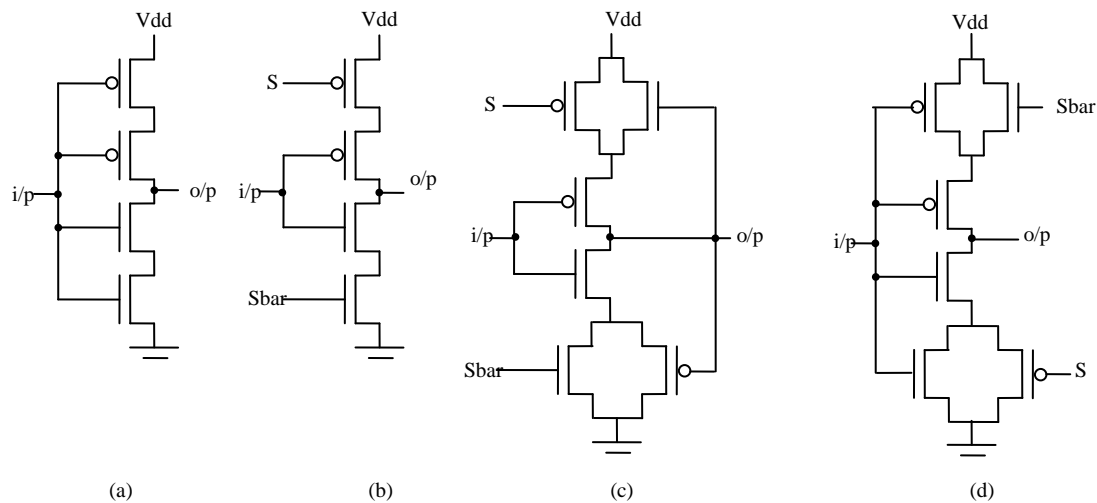 Vdd
i/p
o/p
(a)
Vdd
S
i/p
o/p
Sbar
(b)
Vdd
S
i/p
o/p
Sbar
(c)
Vdd
Sbar
i/p
o/p
S
(d)